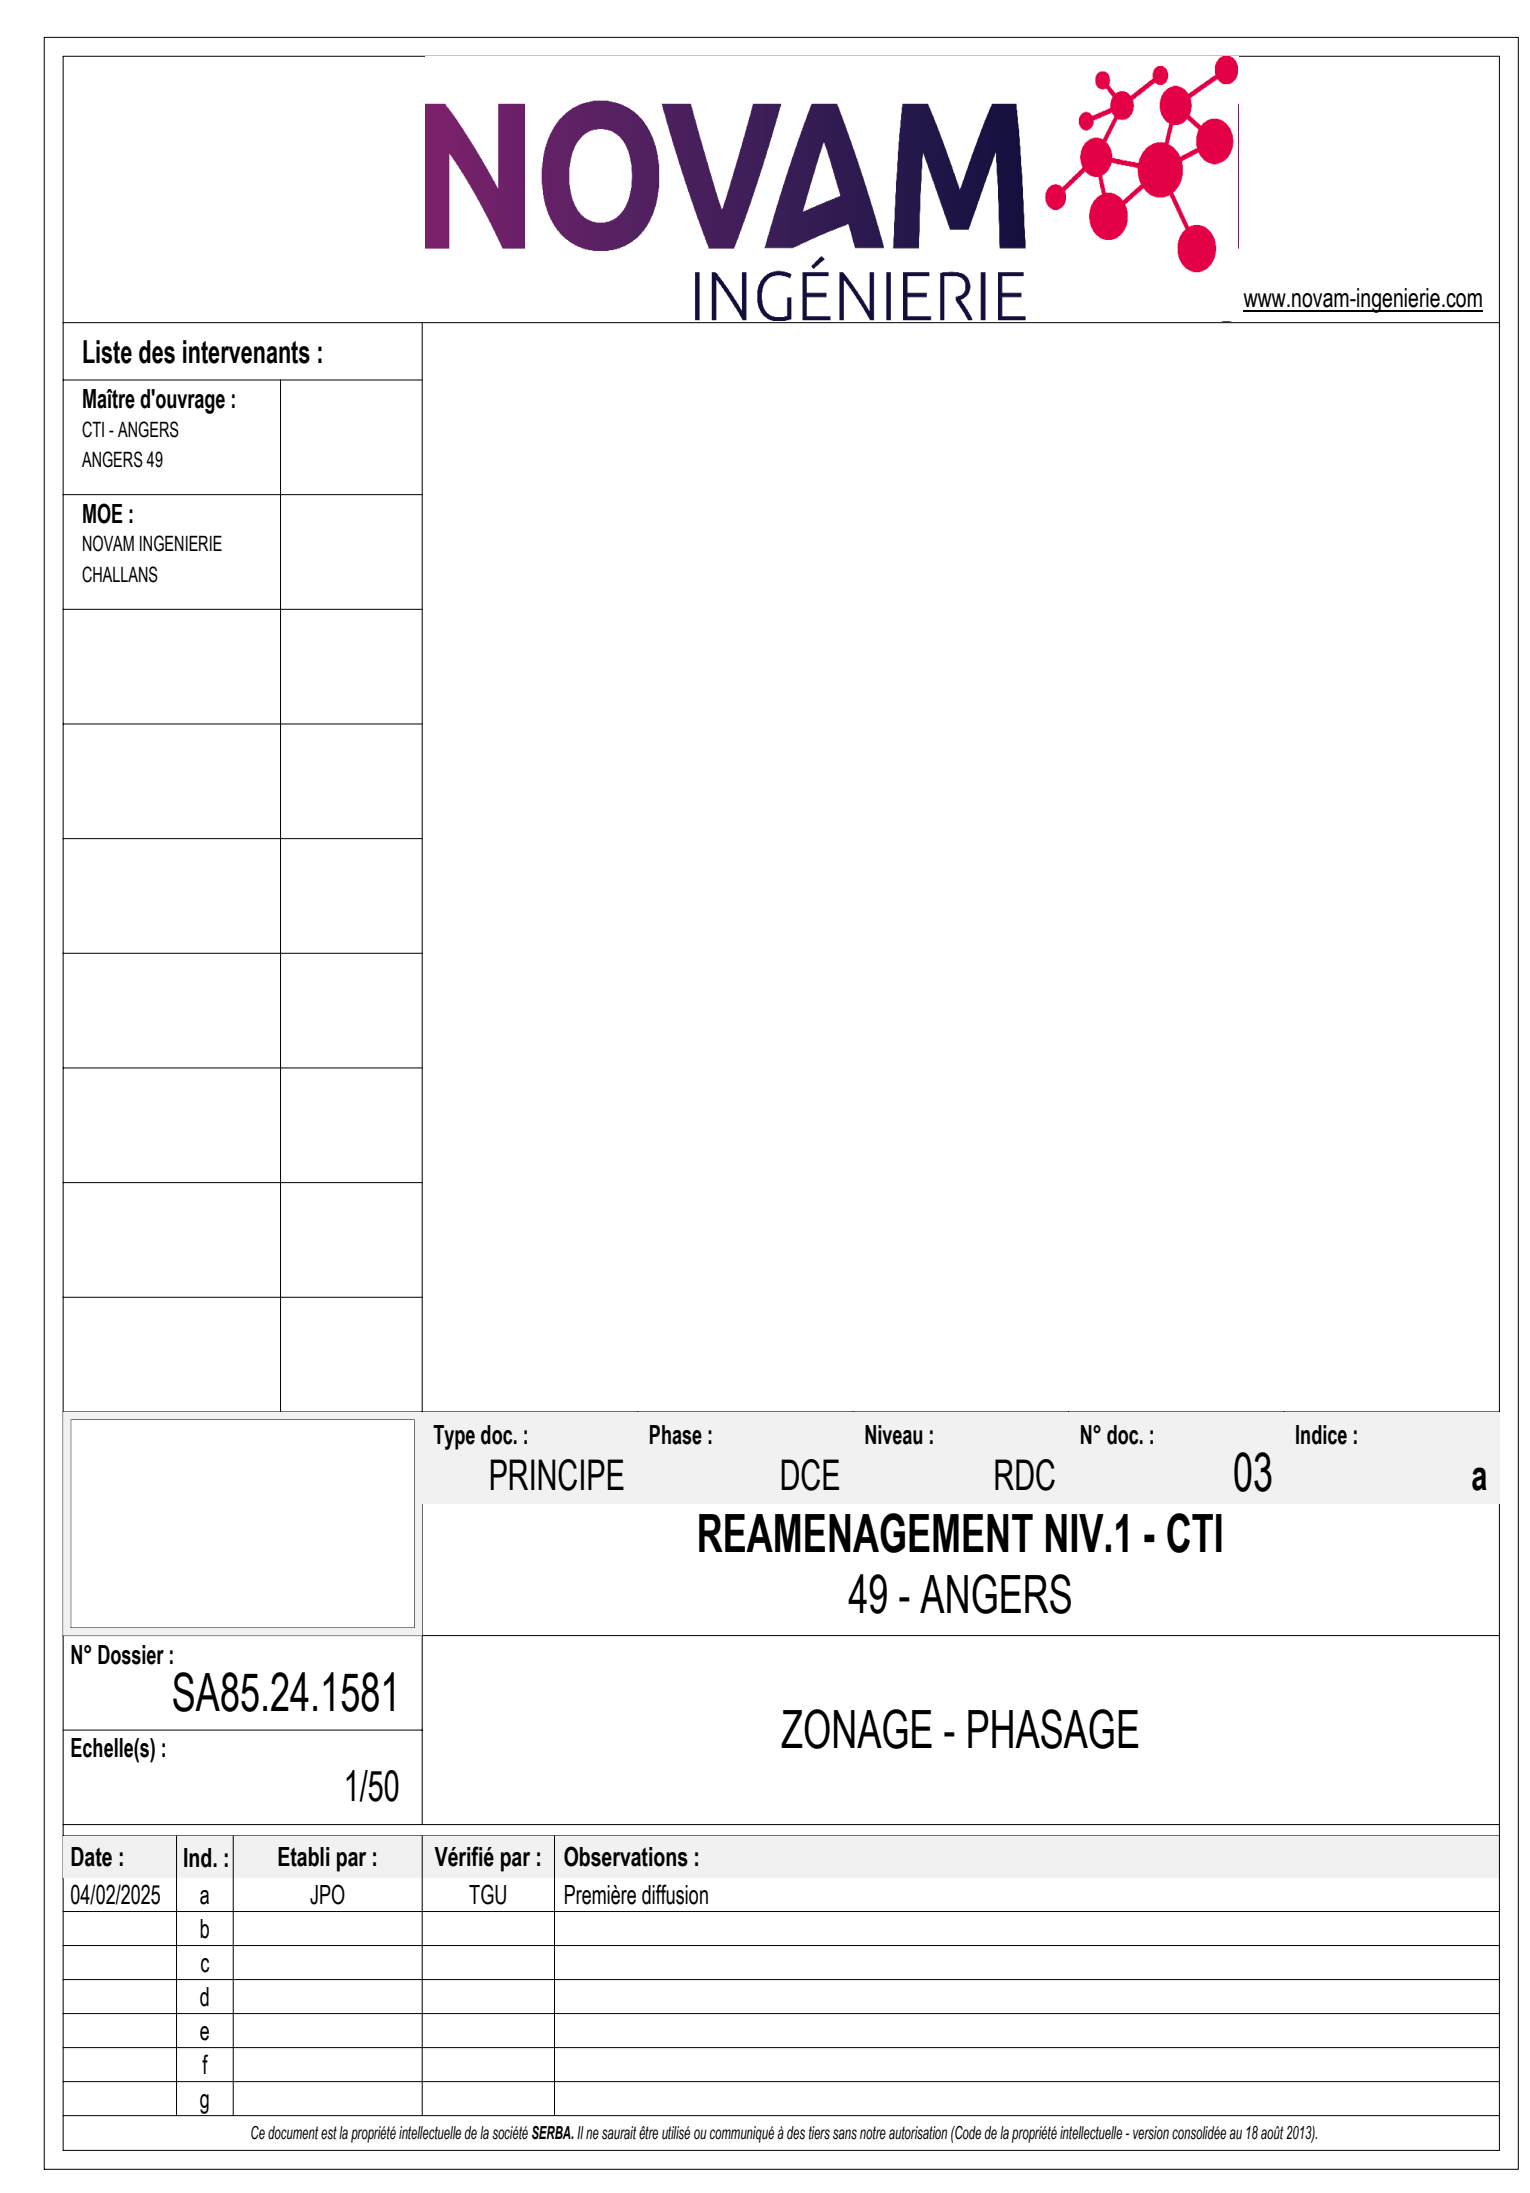 NOVAM
INGÉNIERIE
www.novam-ingenierie.com
Liste des intervenants :
Maître d'ouvrage :
CTI - ANGERS
ANGERS 49
MOE :
NOVAM INGENIERIE
CHALLANS
Type doc. : Phase : Niveau : N° doc. : Indice :
PRINCIPE DCE RDC 03 a
REAMENAGEMENT NIV.1 - CTI
49 - ANGERS
N° Dossier :
SA85.24.1581
ZONAGE - PHASAGE
Echelle(s) :
1/50
Date : Ind. : Etabli par : Vérifié par : Observations :
04/02/2025 a JPO TGU Première diffusion
b
c
d
e
f
g
Ce document est la propriété intellectuelle de la société SERBA. Il ne saurait être utilisé ou communiqué à des tiers sans notre autorisation (Code de la propriété intellectuelle - version consolidée au 18 août 2013).